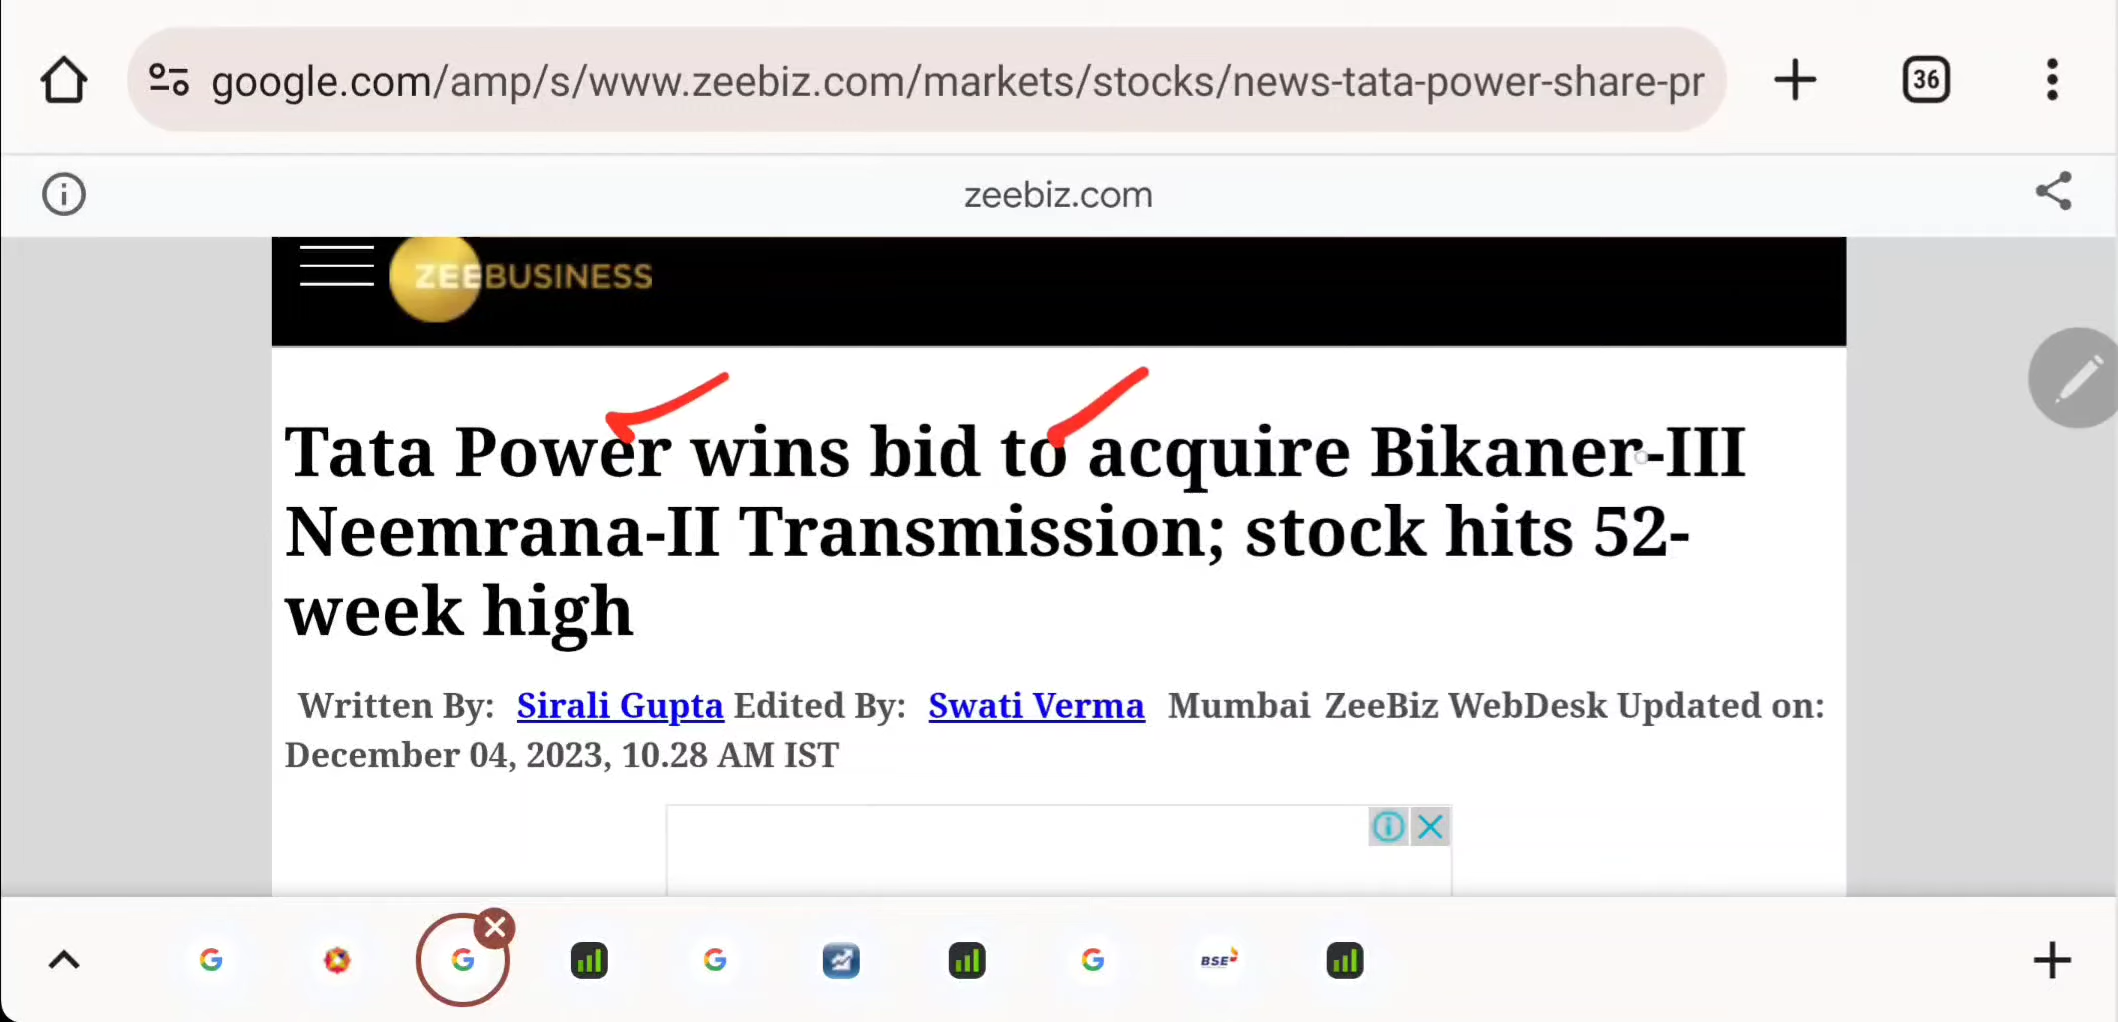 google.com/amp/s/www.zeebiz.com/markets/stocks/news-tata-power-share-pr
36
zeebiz.com
ZEEBUSINESS
Tata Power wins bid to acquire Bikaner-III
Neemrana-II Transmission; stock hits 52-
week high
Written By: Sirali Gupta Edited By: Swati Verma Mumbai ZeeBiz WebDesk Updated on:
December 04, 2023, 10.28 AM IST
BSE